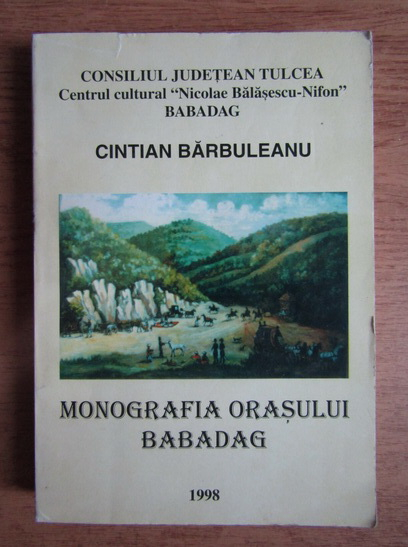 CONSILIUL JUDEȚEAN TULCEA
Centrul cultural "Nicolae Bălășescu-Nifon"
BABADAG
CINTIAN BĂRBULEANU
MONOGRAFIA ORAȘULUI
BABADAG
1998